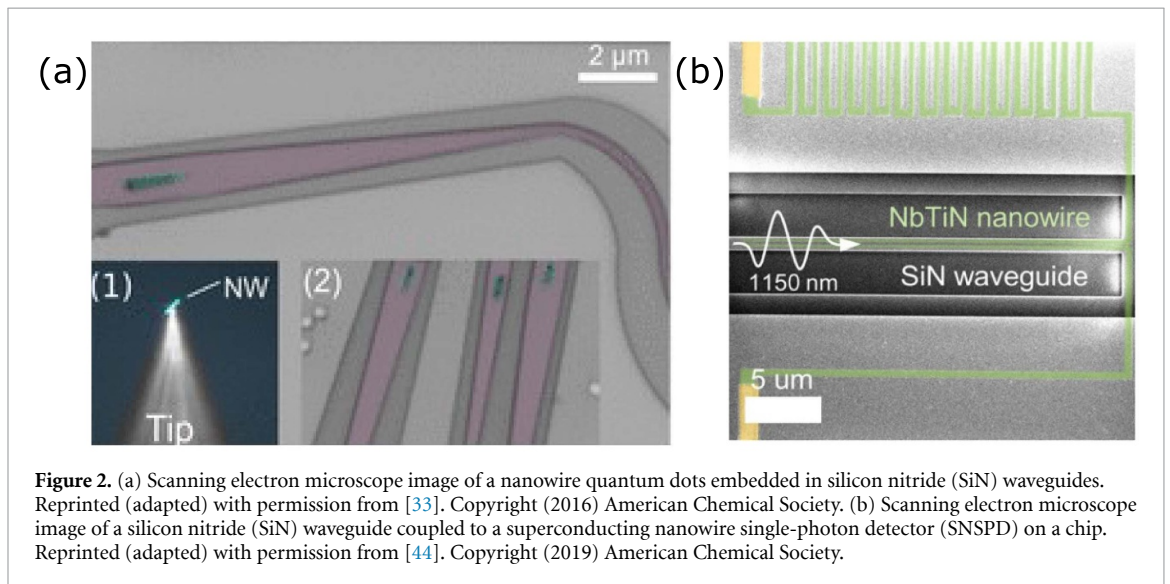 (a)
2 µm
(1)
NW
Tip
(2)
(b)
NbTiN nanowire
1150 nm
SiN waveguide
5 um
Figure 2. (a) Scanning electron microscope image of a nanowire quantum dots embedded in silicon nitride (SiN) waveguides.
Reprinted (adapted) with permission from [33]. Copyright (2016) American Chemical Society. (b) Scanning electron microscope
image of a silicon nitride (SiN) waveguide coupled to a superconducting nanowire single-photon detector (SNSPD) on a chip.
Reprinted (adapted) with permission from [44]. Copyright (2019) American Chemical Society.